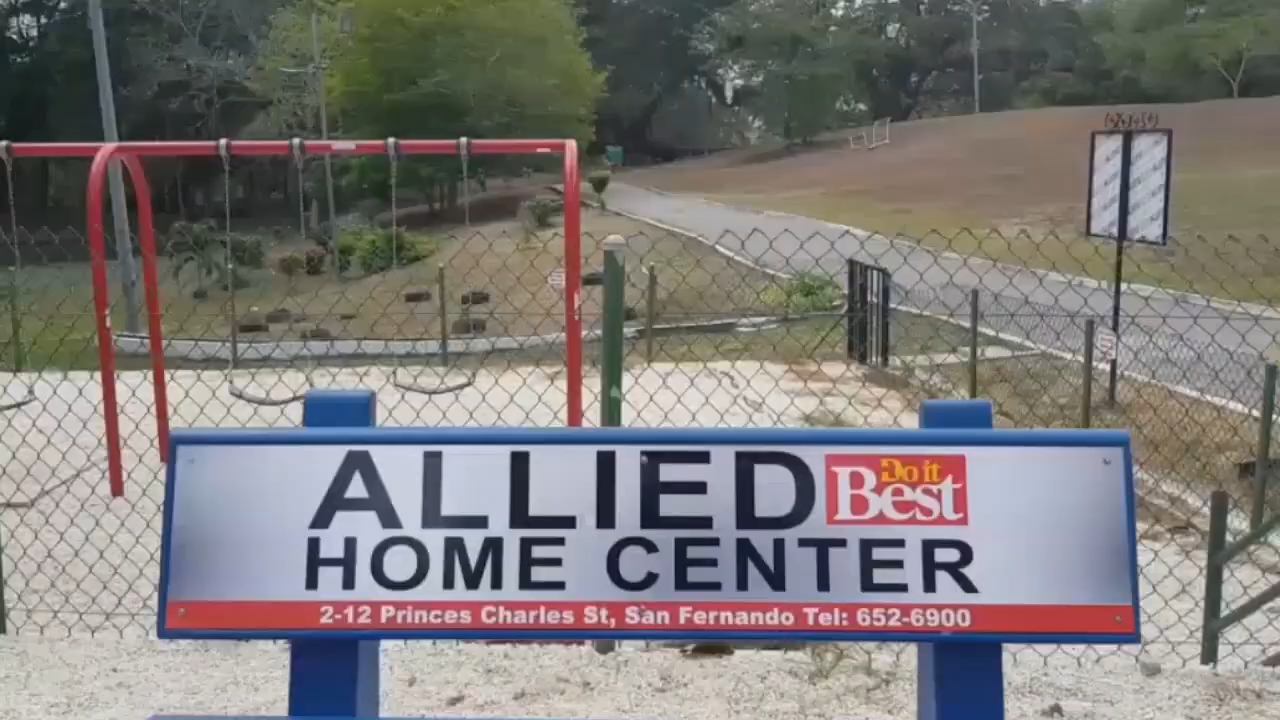 ALLIED Do it Best
HOME CENTER
2-12 Princes Charles St, San Fernando Tel: 652-6900